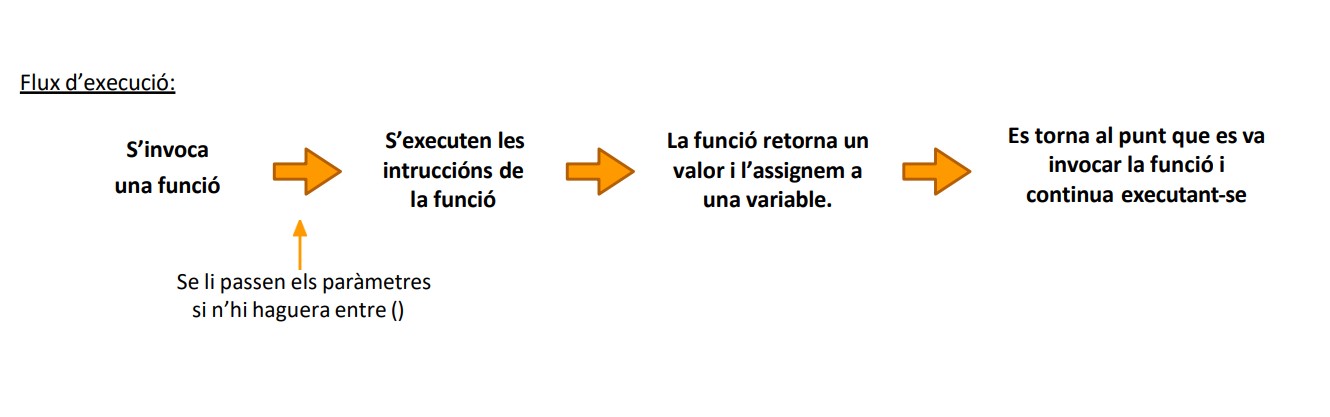 Flux d’execució:
S’invoca
una funció
S’executen les
intruccións de
la funció
La funció retorna un
valor i l’assignem a
una variable.
Es torna al punt que es va
invocar la funció i
continua executant-se
Se li passen els paràmetres
si n’hi haguera entre ()